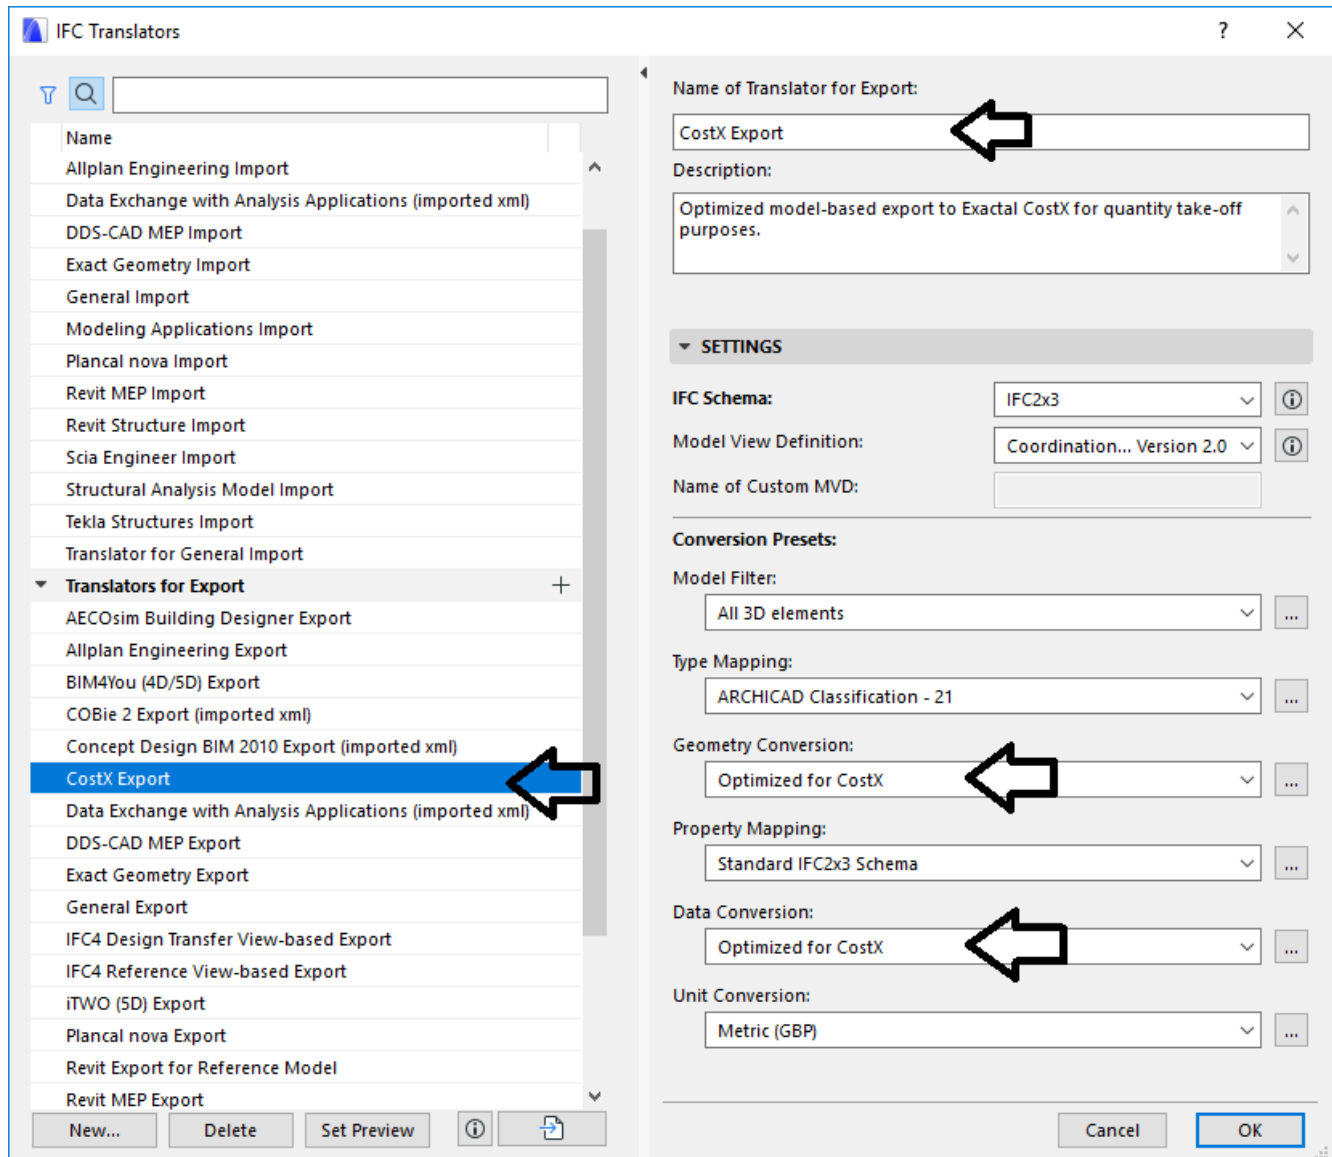 IFC Translators
?
Name
Allplan Engineering Import
Data Exchange with Analysis Applications (imported xml)
DDS-CAD MEP Import
Exact Geometry Import
General Import
Modeling Applications Import
Plancal nova Import
Revit MEP Import
Revit Structure Import
Scia Engineer Import
Structural Analysis Model Import
Tekla Structures Import
Translator for General Import
Translators for Export
AECOsim Building Designer Export
Allplan Engineering Export
BIM4You (4D/5D) Export
COBie 2 Export (imported xml)
Concept Design BIM 2010 Export (imported xml)
CostX Export
Data Exchange with Analysis Applications (imported xml)
DDS-CAD MEP Export
Exact Geometry Export
General Export
IFC4 Design Transfer View-based Export
IFC4 Reference View-based Export
iTWO (5D) Export
Plancal nova Export
Revit Export for Reference Model
Revit MEP Export
New...
Delete
Set Preview
Name of Translator for Export:
CostX Export
Description:
Optimized model-based export to Exactal CostX for quantity take-off
purposes.
SETTINGS
IFC Schema:
IFC2x3
Model View Definition:
Coordination... Version 2.0
Name of Custom MVD:
Conversion Presets:
Model Filter:
All 3D elements
...
Type Mapping:
ARCHICAD Classification - 21
...
Geometry Conversion:
Optimized for CostX
...
Property Mapping:
Standard IFC2x3 Schema
...
Data Conversion:
Optimized for CostX
...
Unit Conversion:
Metric (GBP)
...
Cancel
OK